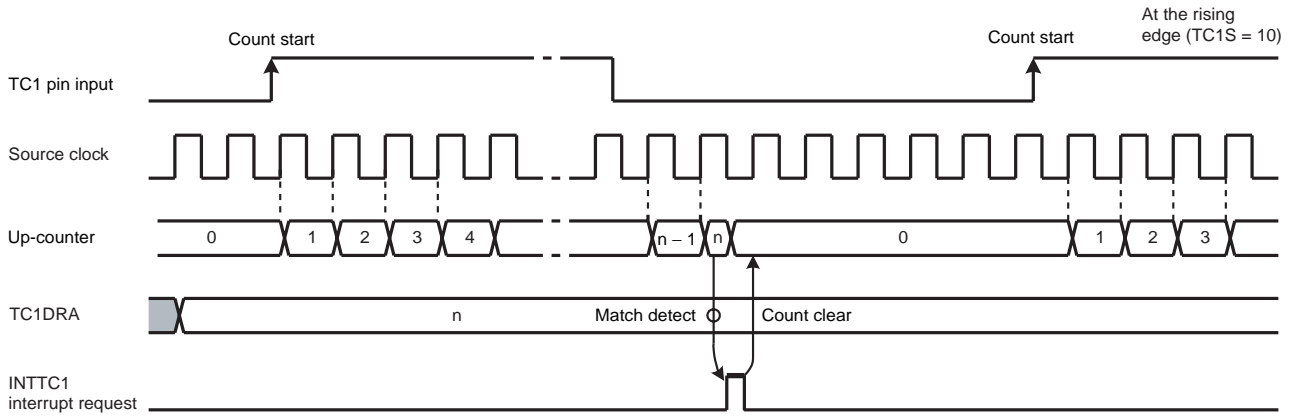 At the rising
edge (TC1S = 10)
Count start
Count start
TC1 pin input
Source clock
Up-counter
0
1
2
3
4
n − 1
n
0
1
2
3
TC1DRA
n
Match detect
Count clear
INTTC1
interrupt request